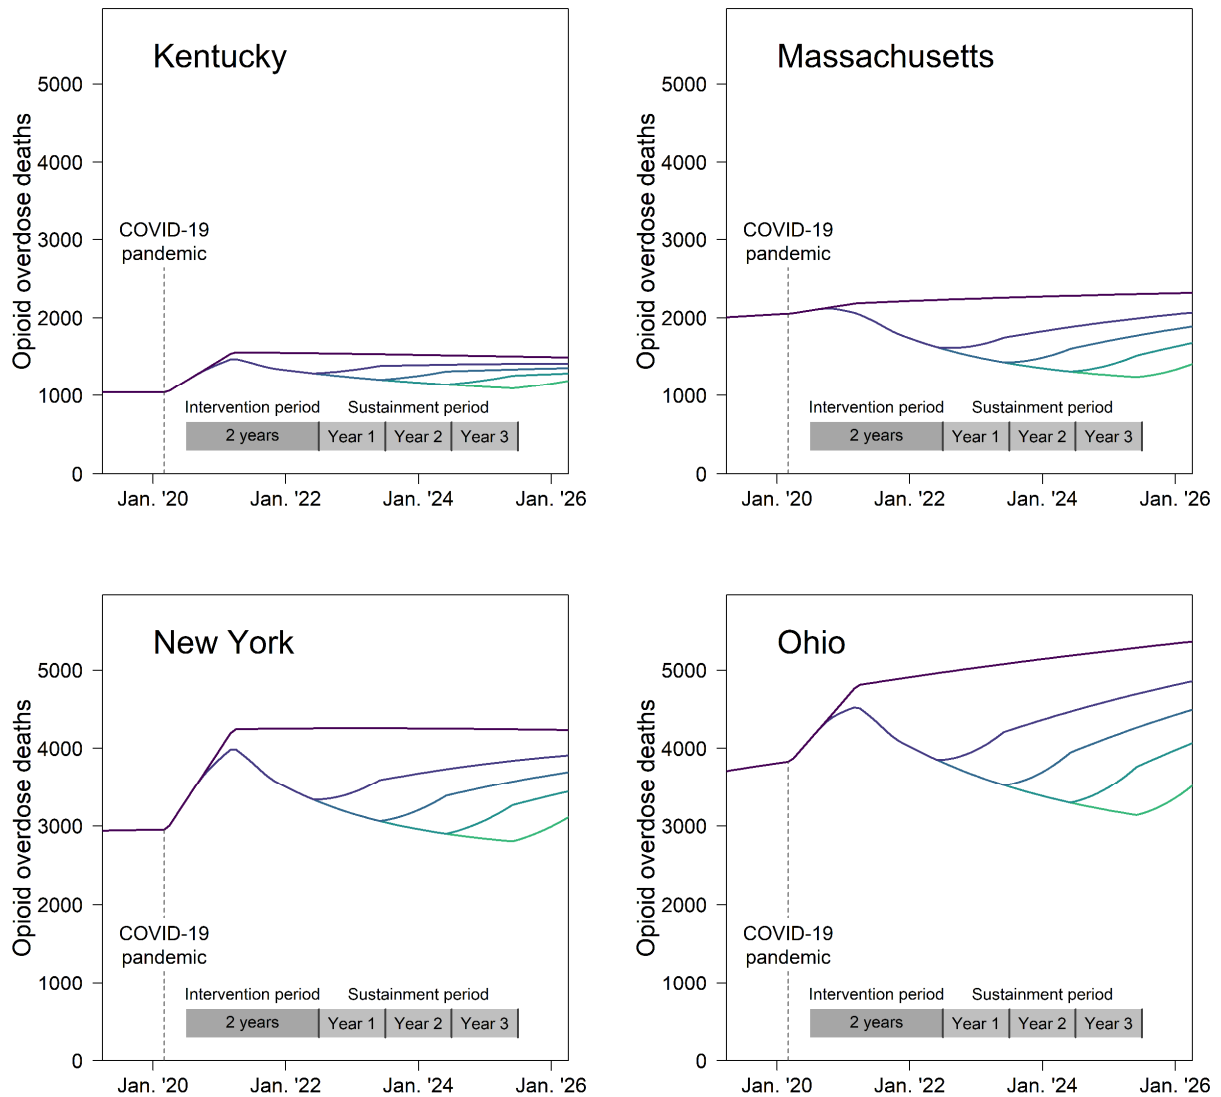 Kentucky
Opioid overdose deaths
5000
4000
3000
2000
1000
0
COVID-19
pandemic
Intervention period
Sustainment period
2 years
Year 1
Year 2
Year 3
Jan. '20
Jan. '22
Jan. '24
Jan. '26
Massachusetts
Opioid overdose deaths
5000
4000
3000
2000
1000
0
COVID-19
pandemic
Intervention period
Sustainment period
2 years
Year 1
Year 2
Year 3
Jan. '20
Jan. '22
Jan. '24
Jan. '26
New York
Opioid overdose deaths
5000
4000
3000
2000
1000
0
COVID-19
pandemic
Intervention period
Sustainment period
2 years
Year 1
Year 2
Year 3
Jan. '20
Jan. '22
Jan. '24
Jan. '26
Ohio
Opioid overdose deaths
5000
4000
3000
2000
1000
0
COVID-19
pandemic
Intervention period
Sustainment period
2 years
Year 1
Year 2
Year 3
Jan. '20
Jan. '22
Jan. '24
Jan. '26